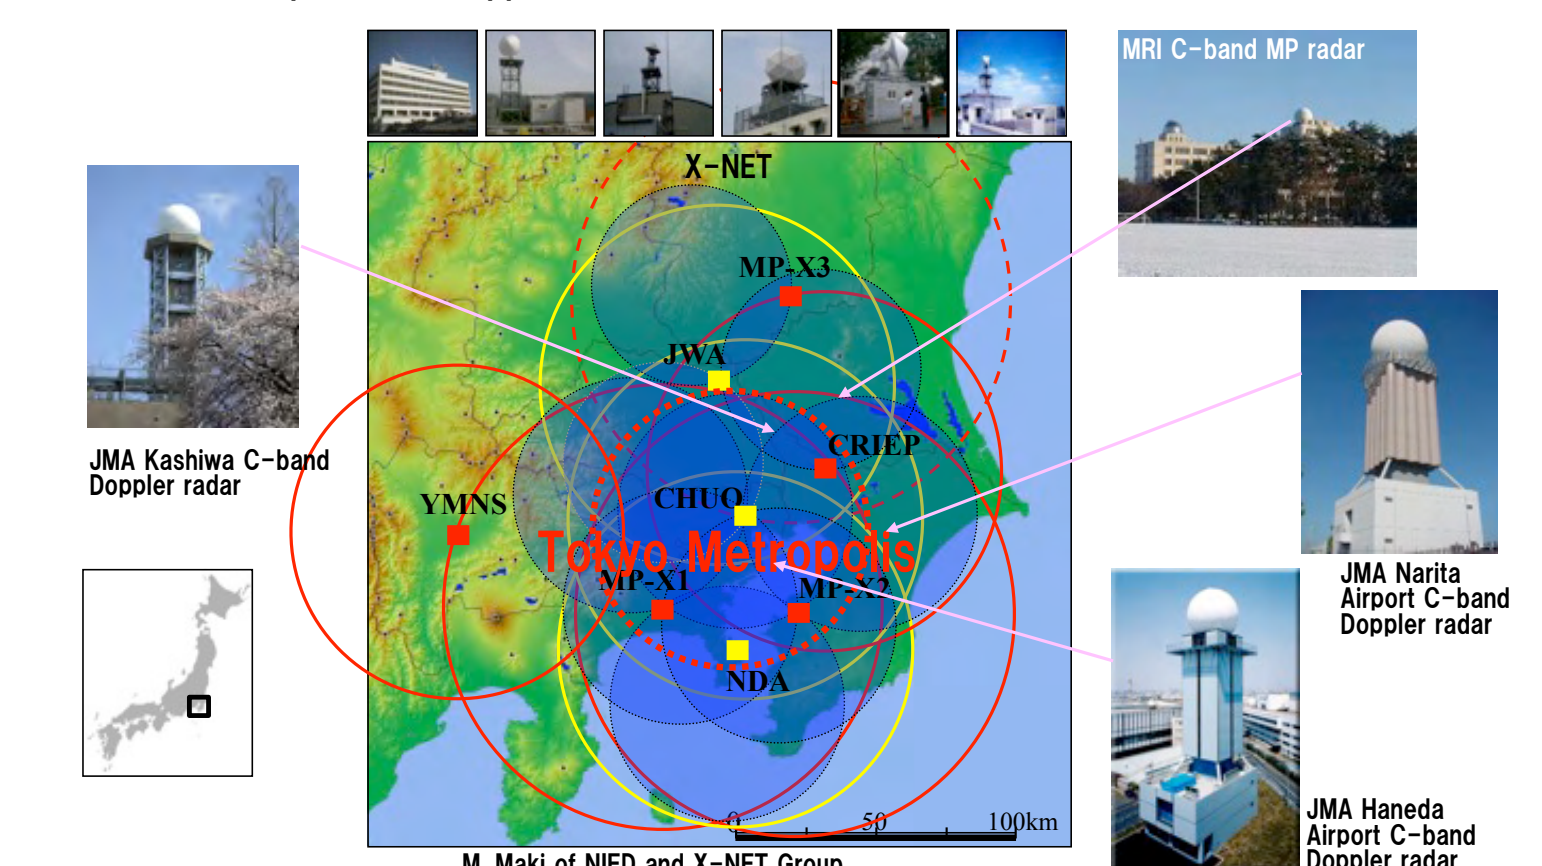 MRI C-band MP radar
X-NET
MP-X3
JWA
CRIEP
JMA Kashiwa C-band
Doppler radar
YMNS
CHUO
Tokyo Metropolis
MP-X1
MP-X2
JMA Narita
Airport C-band
Doppler radar
NDA
0 50 100km
JMA Haneda
Airport C-band
Doppler radar
M. Maki of NIED and X-NET Group